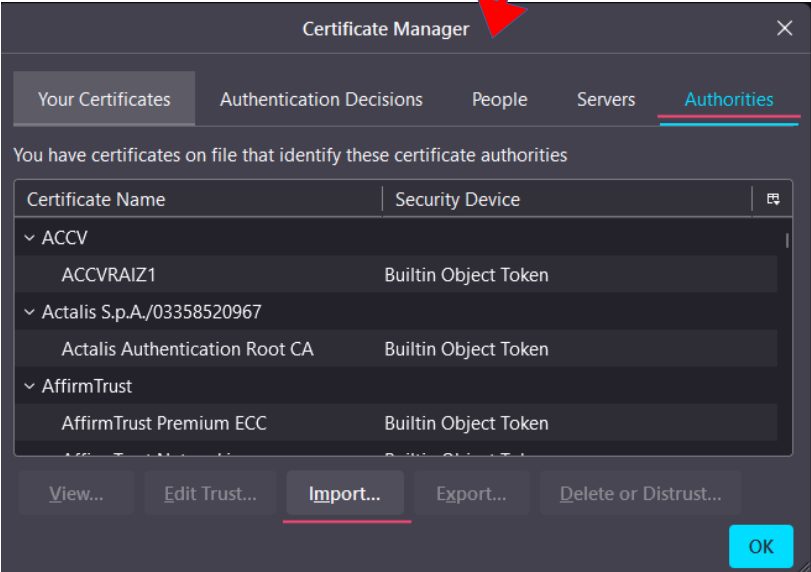 Certificate Manager
Your Certificates Authentication Decisions People Servers Authorities
You have certificates on file that identify these certificate authorities
Certificate Name Security Device
ACCV
ACCVRAIZ1 Builtin Object Token
Actalis S.p.A./03358520967
Actalis Authentication Root CA Builtin Object Token
AffirmTrust
AffirmTrust Premium ECC Builtin Object Token
View... Edit Trust... Import... Export... Delete or Distrust...
OK